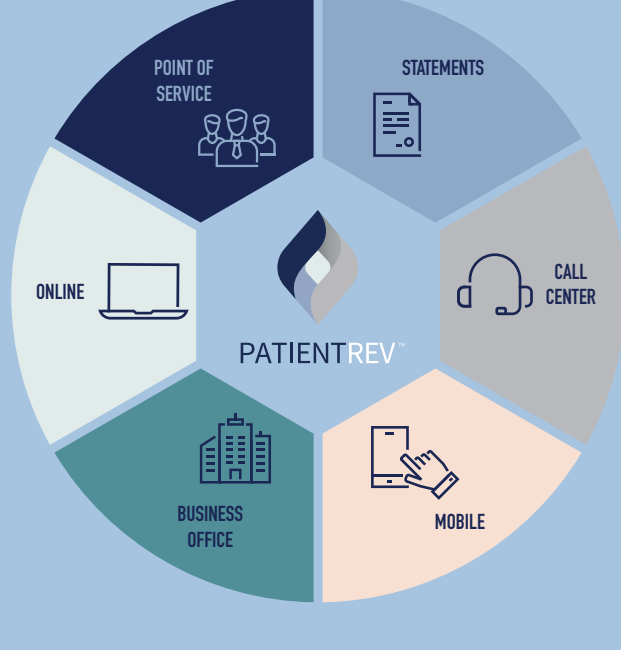 POINT OF
SERVICE
STATEMENTS
ONLINE
CALL
CENTER
PATIENTREV™
BUSINESS
OFFICE
MOBILE